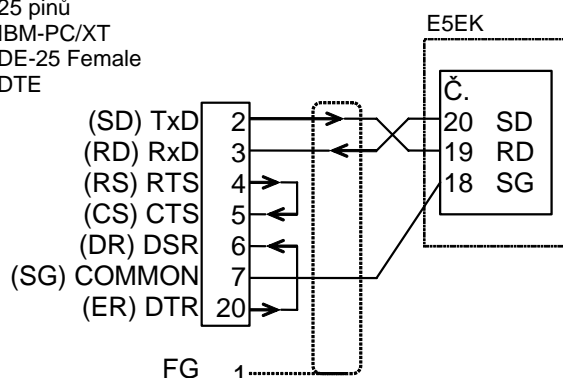 25 pinů
IBM-PC/XT
DE-25 Female
DTE
E5EK
Č.
(SD) TxD 2
(RD) RxD 3
(RS) RTS 4
(CS) CTS 5
(DR) DSR 6
(SG) COMMON 7
(ER) DTR 20
20 SD
19 RD
18 SG
FG 1